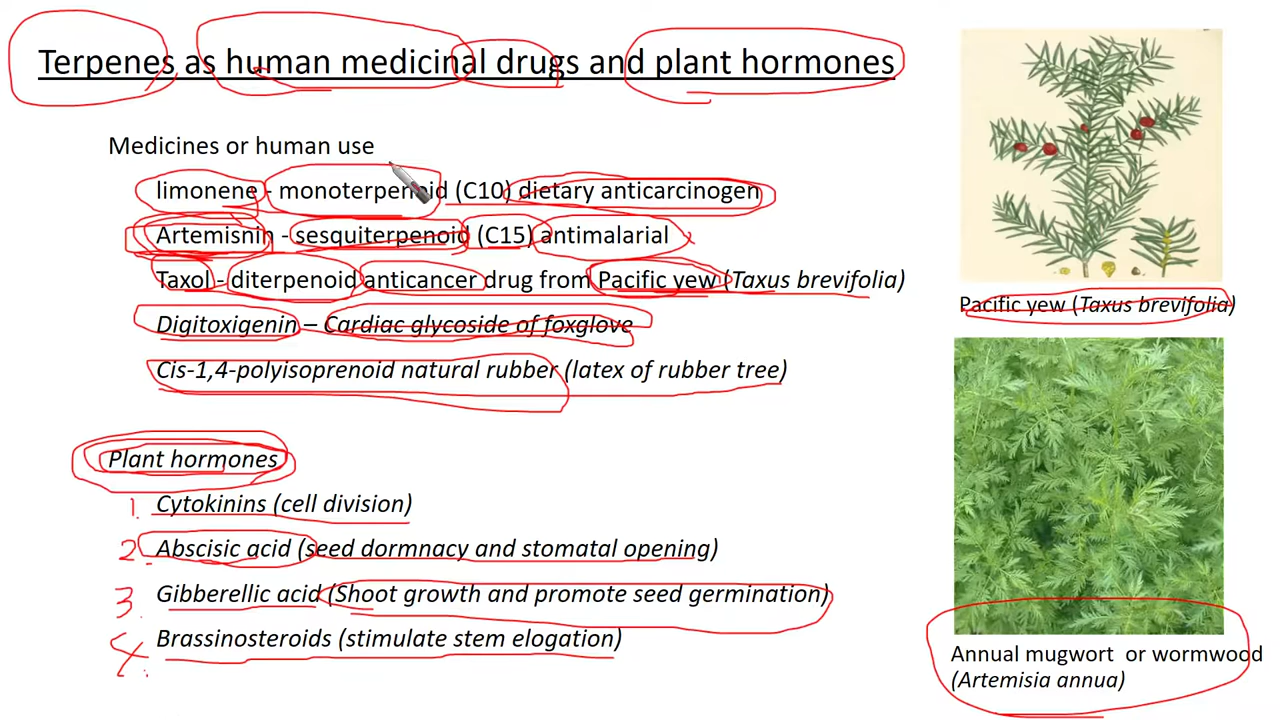 Terpenes as human medicinal drugs and plant hormones
Medicines or human use
limonene - monoterpenoid (C10) dietary anticarcinogen
Artemisnin - sesquiterpenoid (C15) antimalarial
Taxol - diterpenoid anticancer drug from Pacific yew (Taxus brevifolia)
Digitoxigenin – Cardiac glycoside of foxglove
Cis-1,4-polyisoprenoid natural rubber (latex of rubber tree)
Plant hormones
1. Cytokinins (cell division)
2. Abscisic acid (seed dormnacy and stomatal opening)
3. Gibberellic acid (Shoot growth and promote seed germination)
4. Brassinosteroids (stimulate stem elogation)
Pacific yew (Taxus brevifolia)
Annual mugwort or wormwood
(Artemisia annua)